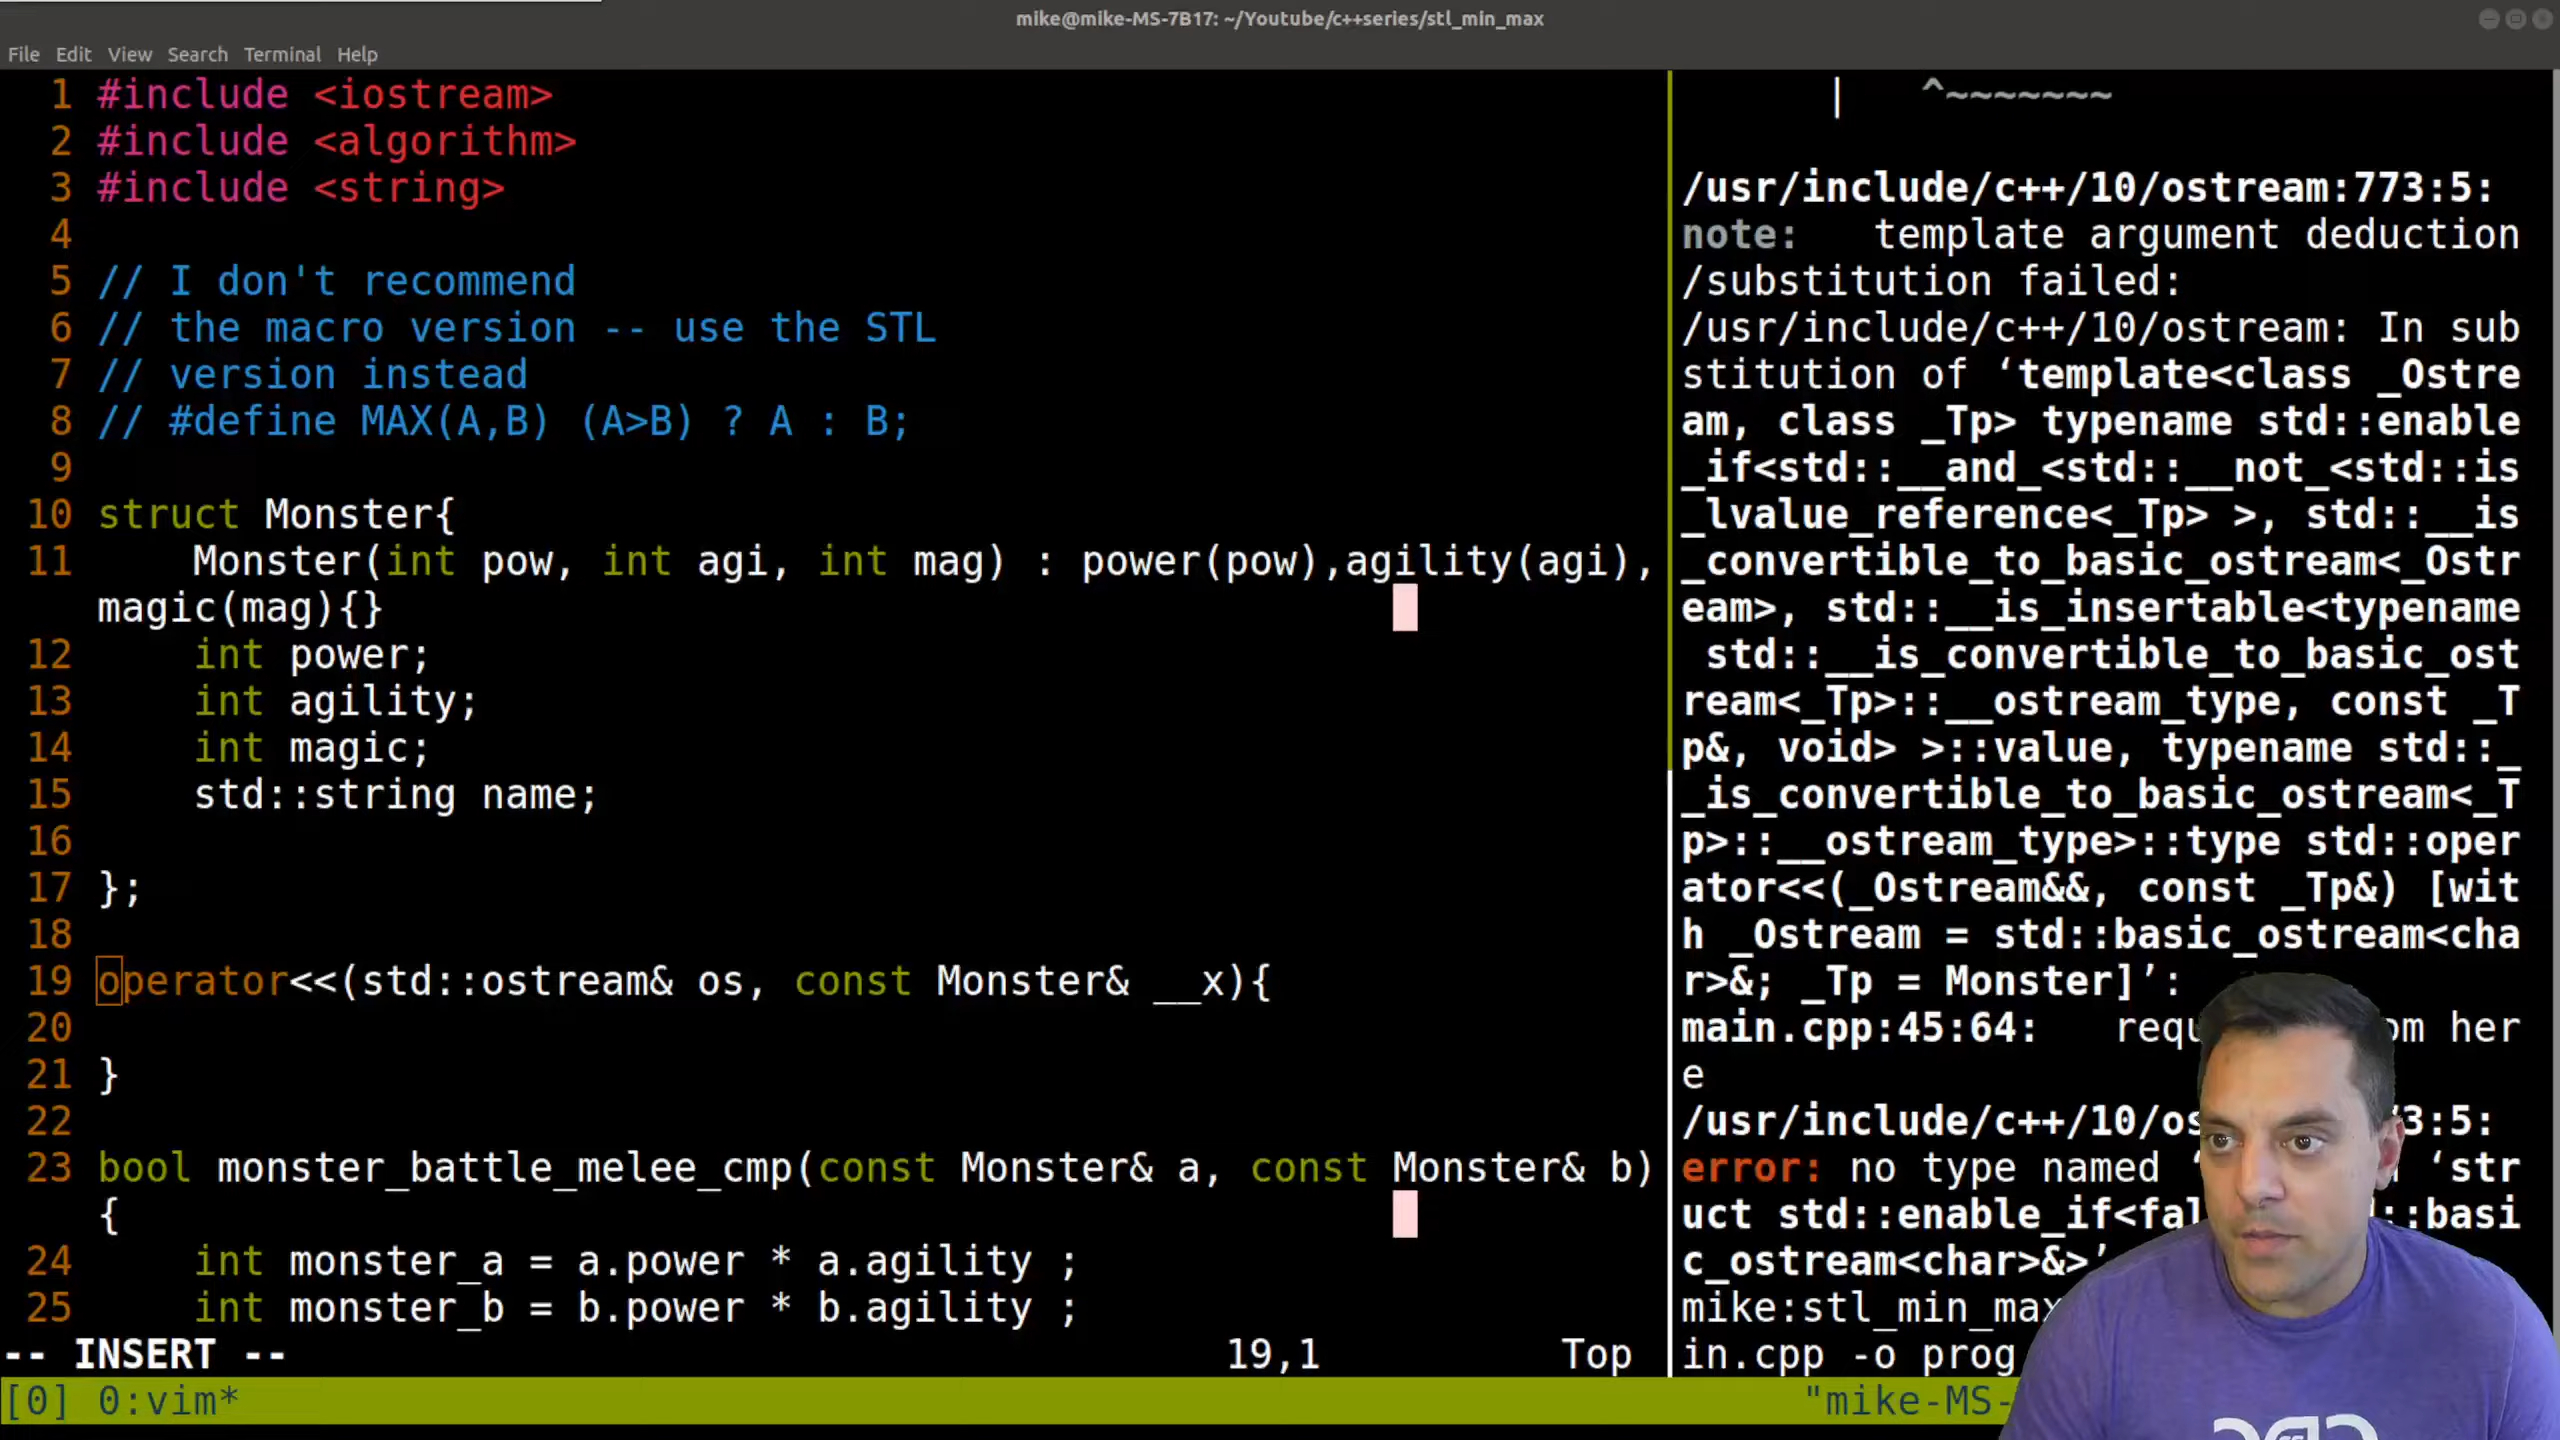 mike@mike-MS-7B17: ~/Youtube/c++series/stl_min_max
File Edit View Search Terminal Help
1 #include <iostream>
2 #include <algorithm>
3 #include <string>
4
5 // I don't recommend
6 // the macro version -- use the STL
7 // version instead
8 // #define MAX(A,B) (A>B) ? A : B;
9
10 struct Monster{
11     Monster(int pow, int agi, int mag) : power(pow),agility(agi),
magic(mag){}
12     int power;
13     int agility;
14     int magic;
15     std::string name;
16
17 };
18
19 operator<<(std::ostream& os, const Monster& __x){
20
21 }
22
23 bool monster_battle_melee_cmp(const Monster& a, const Monster& b)
{
24     int monster_a = a.power * a.agility ;
25     int monster_b = b.power * b.agility ;
-- INSERT -- 19,1 Top
| ^~~~~~~~
/usr/include/c++/10/ostream:773:5:
note:   template argument deduction
/substitution failed:
/usr/include/c++/10/ostream: In sub
stitution of ‘template<class _Ostre
am, class _Tp> typename std::enable
_if<std::__and_<std::__not_<std::is
_lvalue_reference<_Tp> >, std::__is
_convertible_to_basic_ostream<_Ostr
eam>, std::__is_insertable<typename
 std::__is_convertible_to_basic_ost
ream<_Tp>::__ostream_type, const _T
p&, void> >::value, typename std::_
_is_convertible_to_basic_ostream<_T
p>::__ostream_type>::type std::oper
ator<<(_Ostream&&, const _Tp&) [wit
h _Ostream = std::basic_ostream<cha
r>&; _Tp = Monster]’:
main.cpp:45:64: her
e
/usr/include/c++/10/os 3:5:
error: no type named ‘str
uct std::enable_if<fal ::basi
c_ostream<char>&>’
mike:stl_min_max
in.cpp -o prog
[0] 0:vim* "mike-MS-